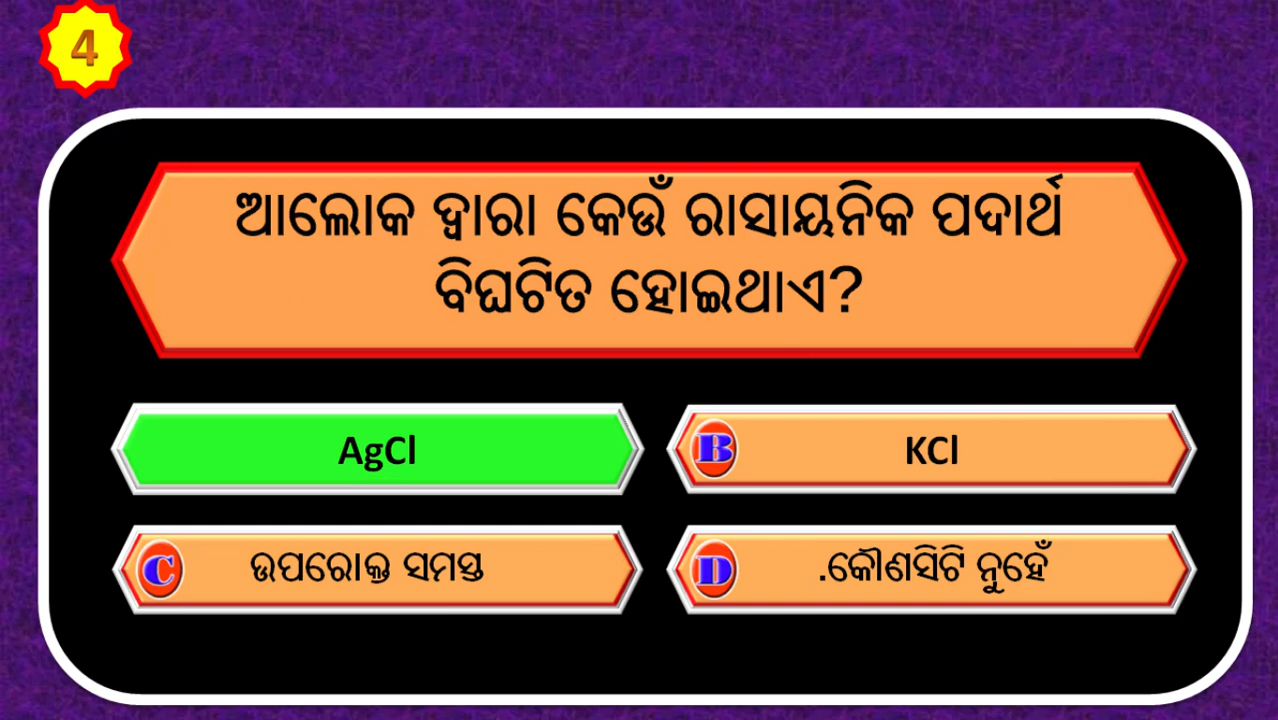 4
ଆଲୋକ ଦ୍ୱାରା କେଉଁ ରାସାୟନିକ ପଦାର୍ଥ
ବିଘଟିତ ହୋଇଥାଏ?
AgCl
B KCl
C ଉପରୋକ୍ତ ସମସ୍ତ
D .କୌଣସିଟି ନୁହେଁ